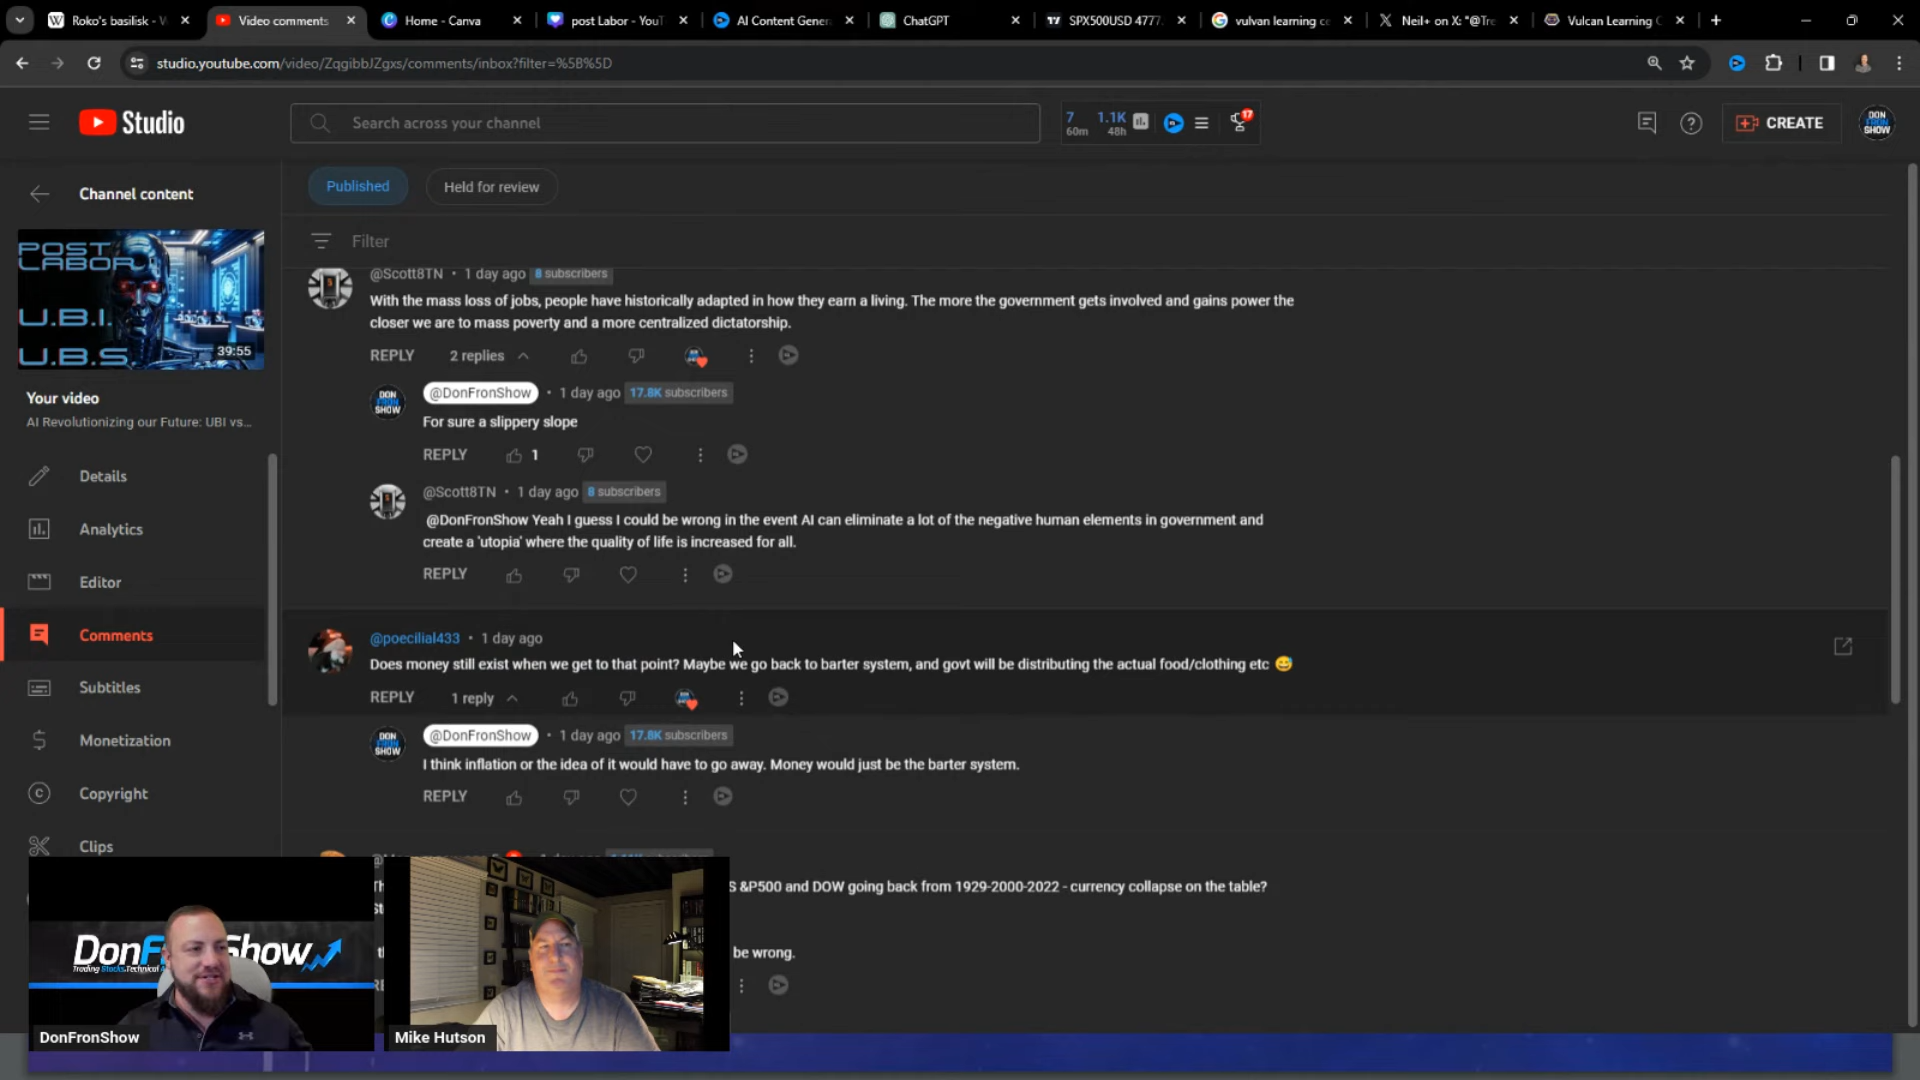 Roko's basilisk - W
Video comments
Home - Canva
post Labor - YouT
AI Content Gener
ChatGPT
SPX500USD 4777.
vulvan learning ce
Neil+ on X: "@Tre
Vulcan Learning C
studio.youtube.com/video/ZqgibbJZgxs/comments/inbox?filter=%5B%5D
Studio
Search across your channel
7
60m
1.1K
48h
17
CREATE
DON FRON SHOW
Channel content
POST LABOR
U.B.I.
U.B.S.
39:55
Your video
AI Revolutionizing our Future: UBI vs...
Details
Analytics
Editor
Comments
Subtitles
Monetization
Copyright
Clips
Published
Held for review
Filter
@Scott8TN • 1 day ago 8 subscribers
With the mass loss of jobs, people have historically adapted in how they earn a living. The more the government gets involved and gains power the
closer we are to mass poverty and a more centralized dictatorship.
REPLY 2 replies
@DonFronShow • 1 day ago 17.8K subscribers
For sure a slippery slope
REPLY 1
@Scott8TN • 1 day ago 8 subscribers
@DonFronShow Yeah I guess I could be wrong in the event AI can eliminate a lot of the negative human elements in government and
create a 'utopia' where the quality of life is increased for all.
REPLY
@poecilial433 • 1 day ago
Does money still exist when we get to that point? Maybe we go back to barter system, and govt will be distributing the actual food/clothing etc 😅
REPLY 1 reply
@DonFronShow • 1 day ago 17.8K subscribers
I think inflation or the idea of it would have to go away. Money would just be the barter system.
REPLY
S &P500 and DOW going back from 1929-2000-2022 - currency collapse on the table?
be wrong.
DonFronShow
Trading Stocks.Technical
DonFronShow
Mike Hutson